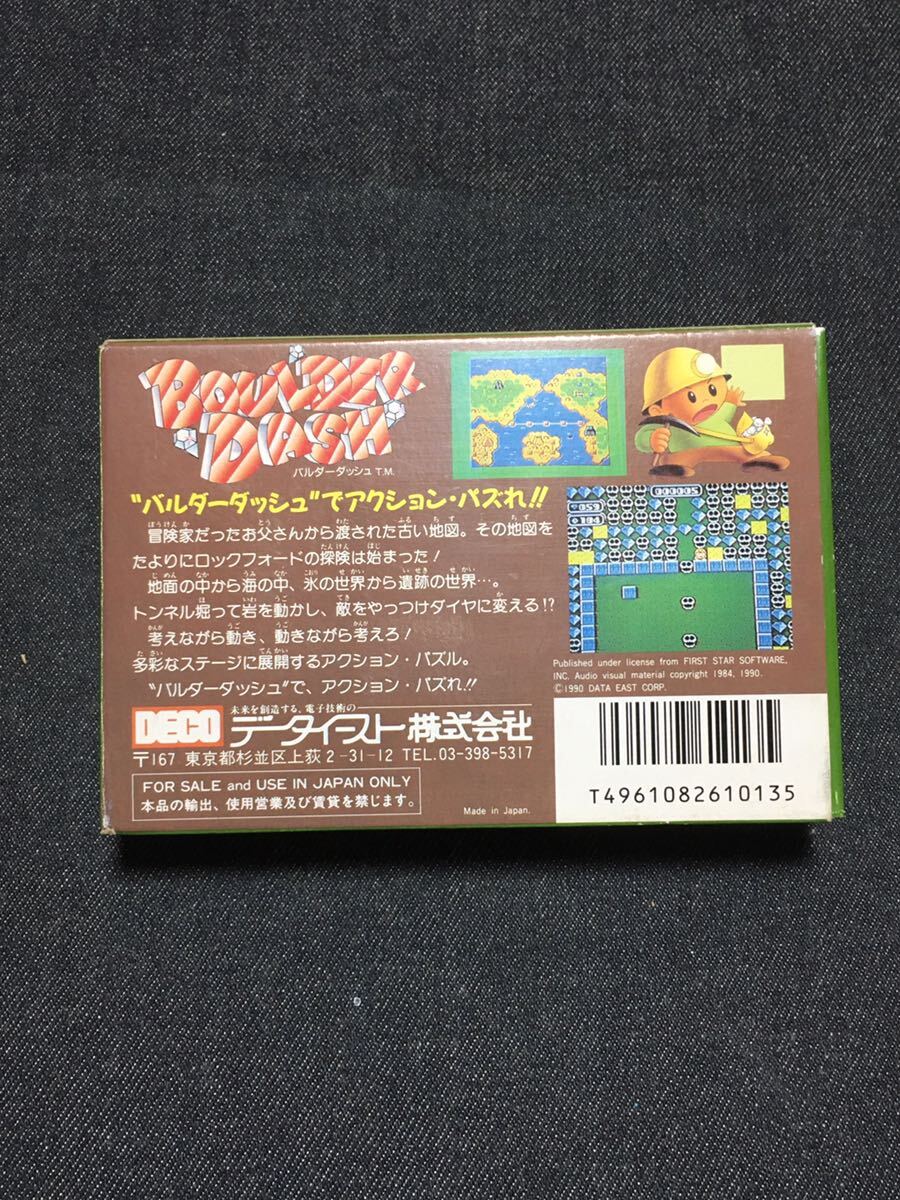 BOULDER
DASH
バルダーダッシュ T.M.
"バルダーダッシュ"でアクション・パズれ!!
冒険家だったお父さんから渡された古い地図。その地図を
たよりにロックフォードの探険は始まった!
地面の中から海の中、氷の世界から遺跡の世界…。
トンネル掘って岩を動かし、敵をやっつけダイヤに変える!?
考えながら動き、動きながら考えろ!
多彩なステージに展開するアクション・パズル。
"バルダーダッシュ"で、アクション・パズれ!!
DECO
未来を創造する、電子技術の
データイースト株式会社
〒167 東京都杉並区上荻2-31-12 TEL.03-398-5317
FOR SALE and USE IN JAPAN ONLY
本品の輸出、使用営業及び賃貸を禁じます。
Made in Japan.
Published under license from FIRST STAR SOFTWARE,
INC. Audio visual material copyright 1984, 1990.
©1990 DATA EAST CORP.
T4961082610135